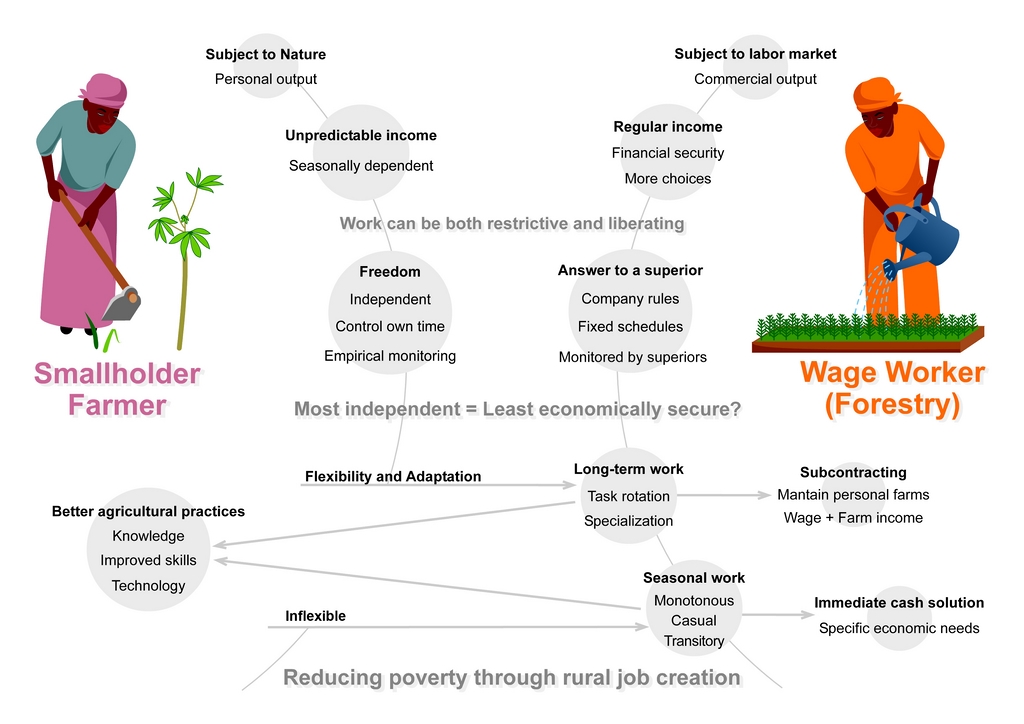 Subject to Nature
Personal output
Subject to labor market
Commercial output
Unpredictable income
Seasonally dependent
Regular income
Financial security
More choices
Work can be both restrictive and liberating
Freedom
Independent
Control own time
Empirical monitoring
Answer to a superior
Company rules
Fixed schedules
Monitored by superiors
Smallholder
Farmer
Wage Worker
(Forestry)
Most independent = Least economically secure?
Flexibility and Adaptation
Long-term work
Task rotation
Specialization
Subcontracting
Mantain personal farms
Wage + Farm income
Better agricultural practices
Knowledge
Improved skills
Technology
Seasonal work
Monotonous
Casual
Transitory
Immediate cash solution
Specific economic needs
Inflexible
Reducing poverty through rural job creation